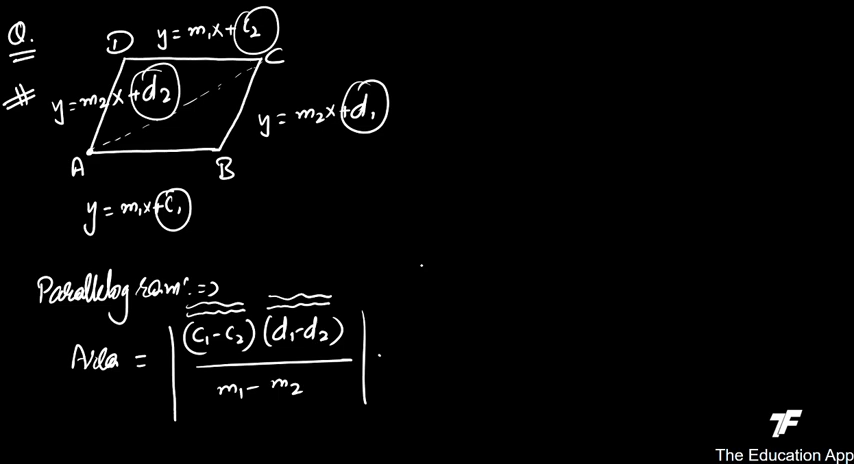 Q.
D y = m₁x + c₂ C
# y = m₂x + d₂
y = m₂x + d₁
A B
y = m₁x + c₁
Parallelogram :⇒
Area = | (c₁-c₂) (d₁-d₂) / m₁ - m₂ | .
The Education App